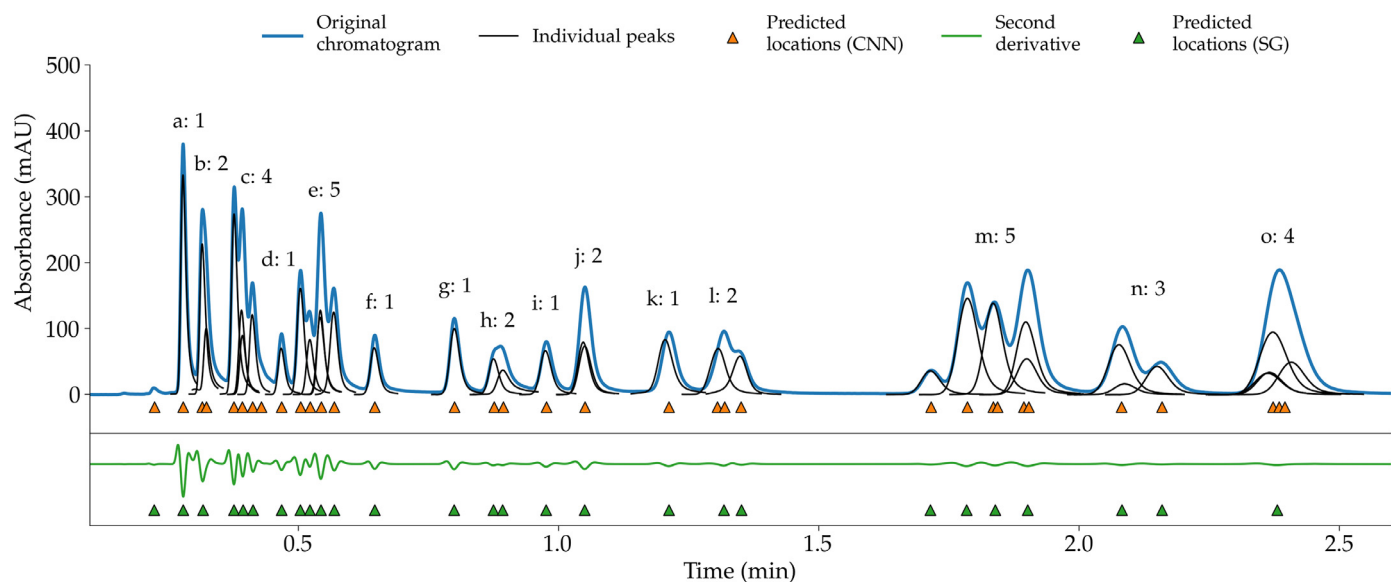 Original
chromatogram
Individual peaks
Predicted
locations (CNN)
Second
derivative
Predicted
locations (SG)
500
400
300
200
100
0
Absorbance (mAU)
a: 1
b: 2
c: 4
d: 1
e: 5
f: 1
g: 1
h: 2
i: 1
j: 2
k: 1
l: 2
m: 5
n: 3
o: 4
0.5
1.0
1.5
2.0
2.5
Time (min)